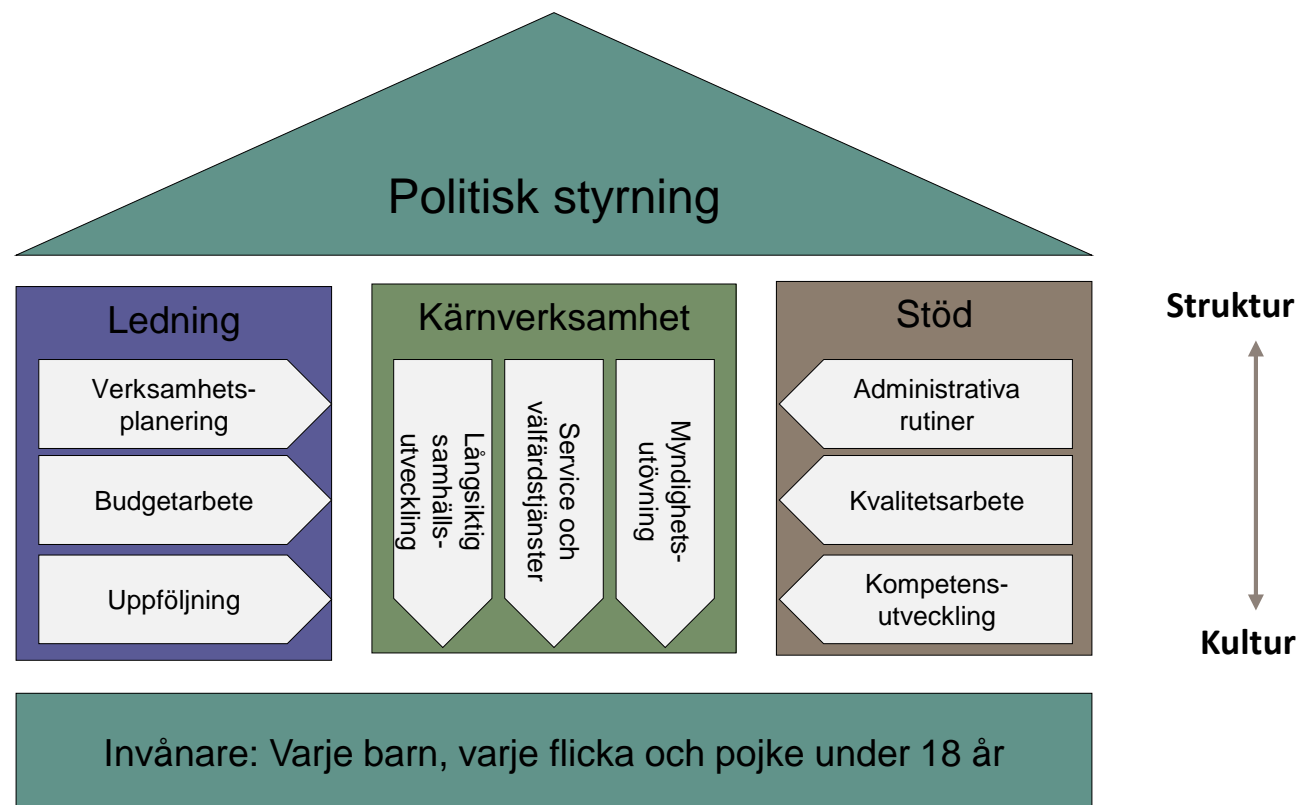 Politisk styrning
Ledning
Verksamhets-
planering
Budgetarbete
Uppföljning
Kärnverksamhet
Långsiktig
samhälls-
utveckling
Service och
välfärdstjänster
Myndighets-
utövning
Stöd
Administrativa
rutiner
Kvalitetsarbete
Kompetens-
utveckling
Struktur
Kultur
Invånare: Varje barn, varje flicka och pojke under 18 år